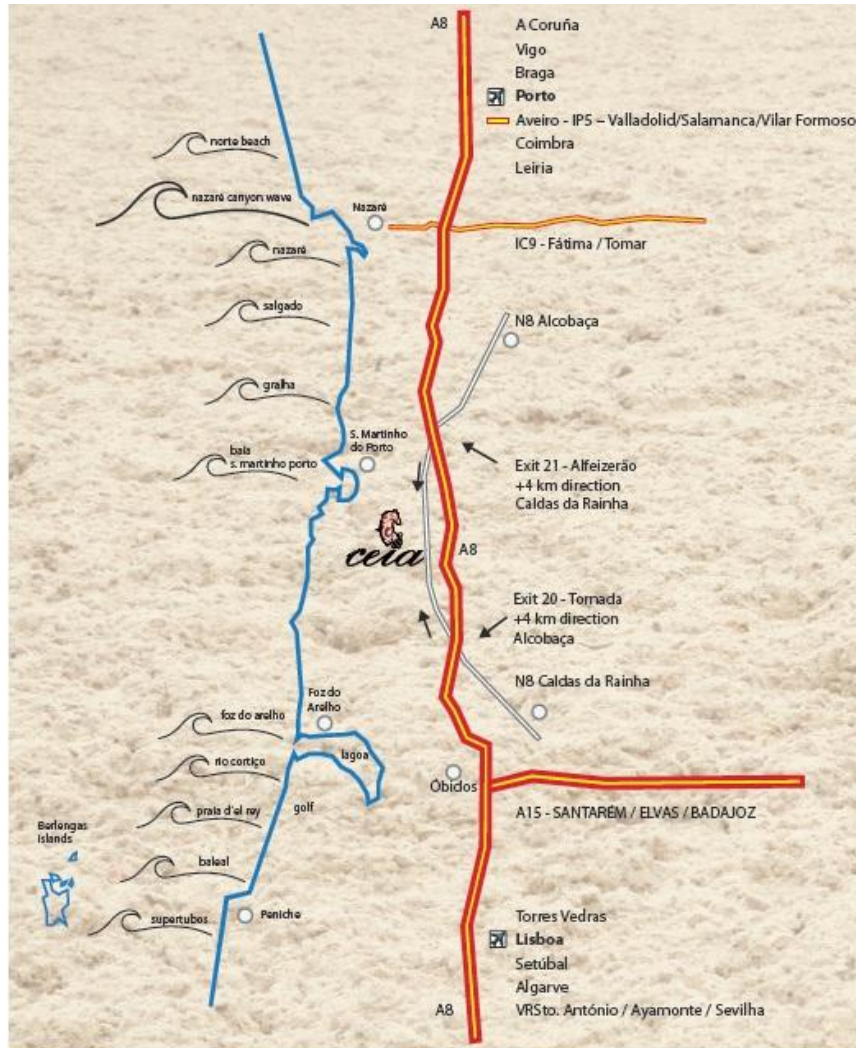 A8
A Coruña
Vigo
Braga
Porto
Aveiro - IP5 – Valladolid/Salamanca/Vilar Formoso
Coimbra
Leiria
norte beach
nazaré canyon wave
Nazaré
IC9 - Fátima / Tomar
nazaré
salgado
N8 Alcobaça
gralha
S. Martinho
do Porto
baía
s. martinho porto
Exit 21 - Alfeizerão
+4 km direction
Caldas da Rainha
ceia
A8
Exit 20 - Tornada
+4 km direction
Alcobaça
N8 Caldas da Rainha
Foz do
Arelho
foz do arelho
lagoa
rio cortiço
Óbidos
golf
praia d'el rey
A15 - SANTARÉM / ELVAS / BADAJOZ
Berlengas
islands
baleal
Peniche
supertubos
Torres Vedras
Lisboa
Setúbal
Algarve
A8
VRSto. António / Ayamonte / Sevilha